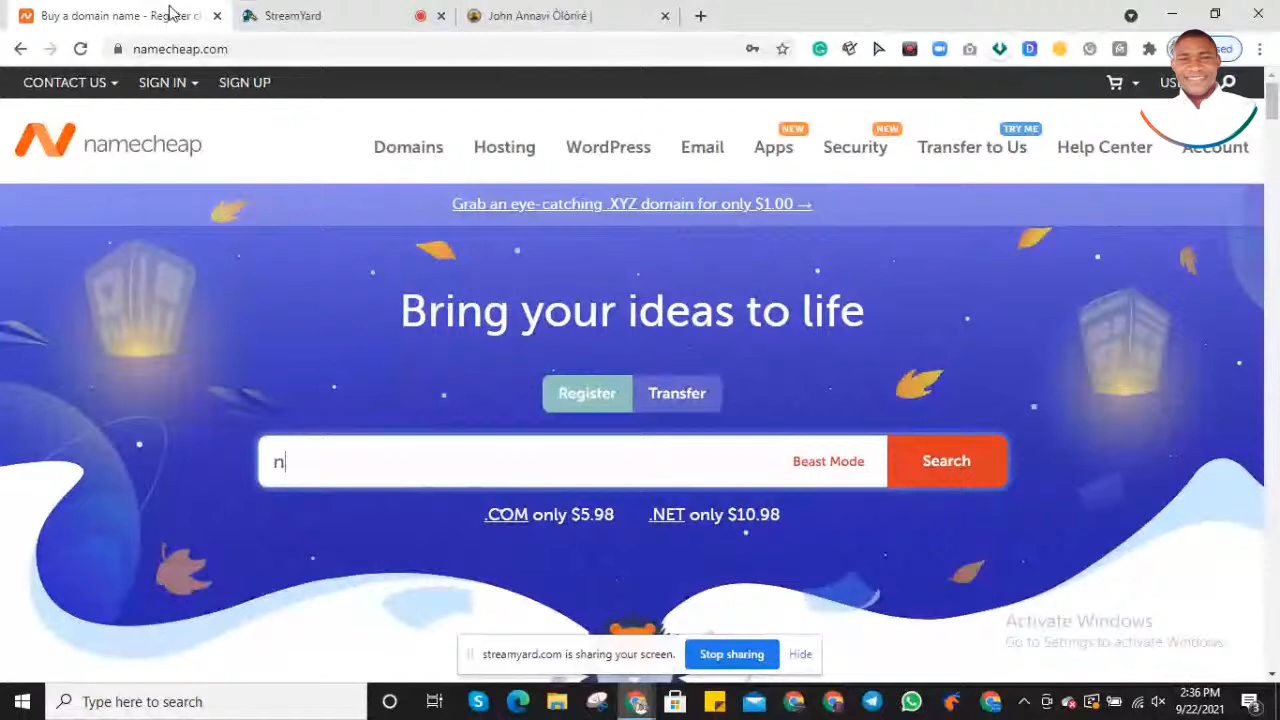 Buy a domain name - Register c
StreamYard
John Annavi Ọlọrirẹ |
namecheap.com
CONTACT US
SIGN IN
SIGN UP
namecheap
Domains
Hosting
WordPress
Email
NEW
Apps
NEW
Security
TRY ME
Transfer to Us
Help Center
Account
Grab an eye-catching .XYZ domain for only $1.00 →
Bring your ideas to life
Register
Transfer
n
Beast Mode
Search
.COM only $5.98
.NET only $10.98
Activate Windows
Go to Settings to activate Windows.
streamyard.com is sharing your screen.
Stop sharing
Hide
Type here to search
2:36 PM
9/22/2021
3